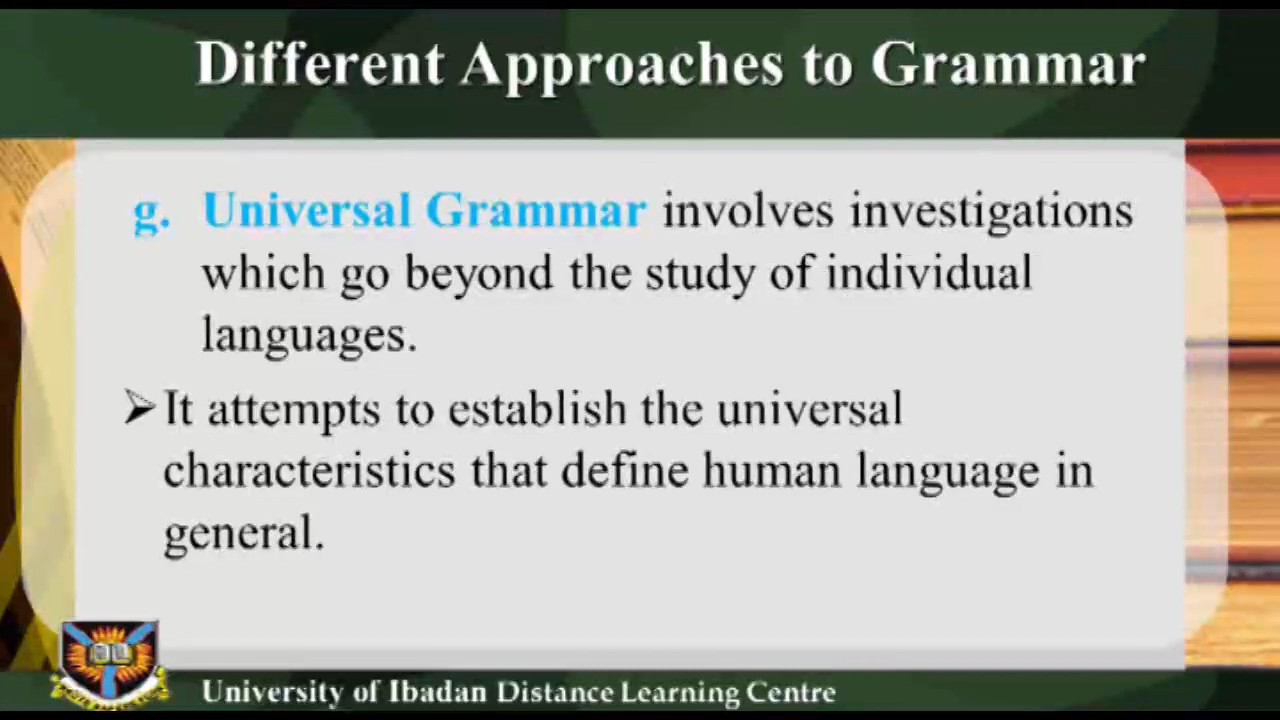 Different Approaches to Grammar
g. Universal Grammar involves investigations
which go beyond the study of individual
languages.
➢It attempts to establish the universal
characteristics that define human language in
general.
University of Ibadan Distance Learning Centre